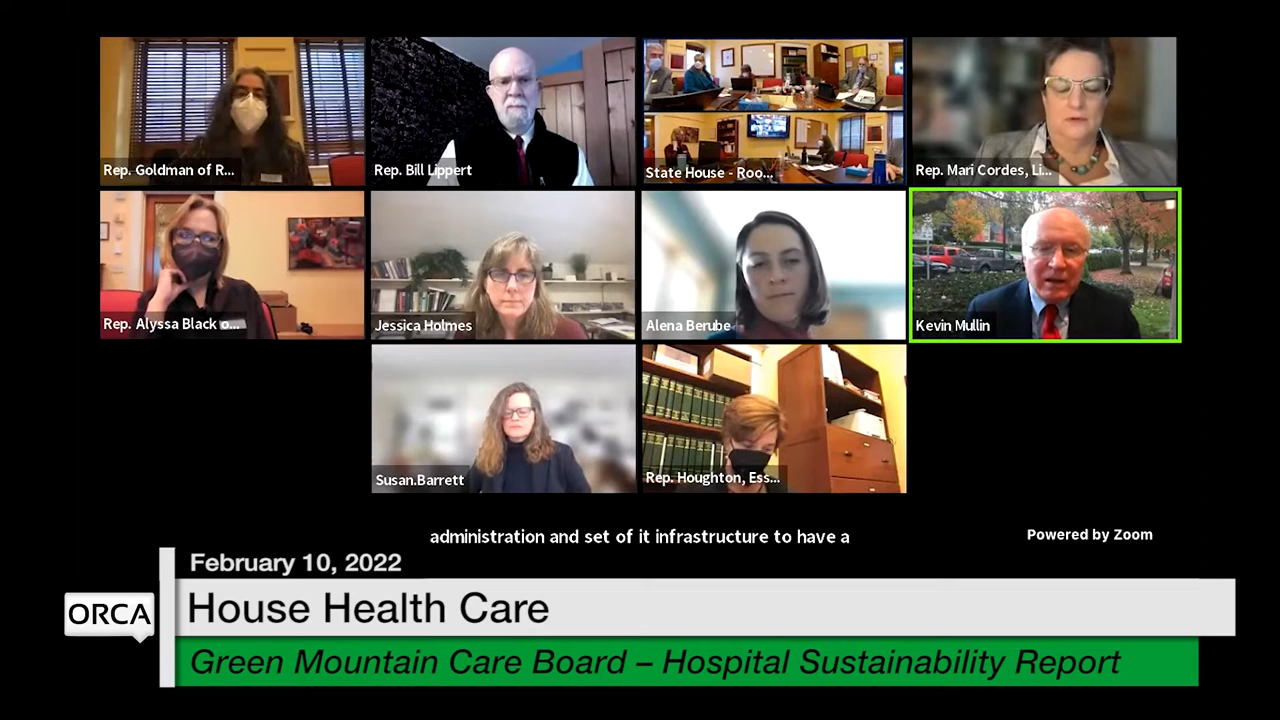 Rep. Goldman of R...
Rep. Bill Lippert
State House - Roo...
Rep. Mari Cordes, Li...
Rep. Alyssa Black o...
Jessica Holmes
Alena Berube
Kevin Mullin
Susan.Barrett
Rep. Houghton, Ess...
administration and set of it infrastructure to have a
Powered by Zoom
February 10, 2022
ORCA
House Health Care
Green Mountain Care Board – Hospital Sustainability Report